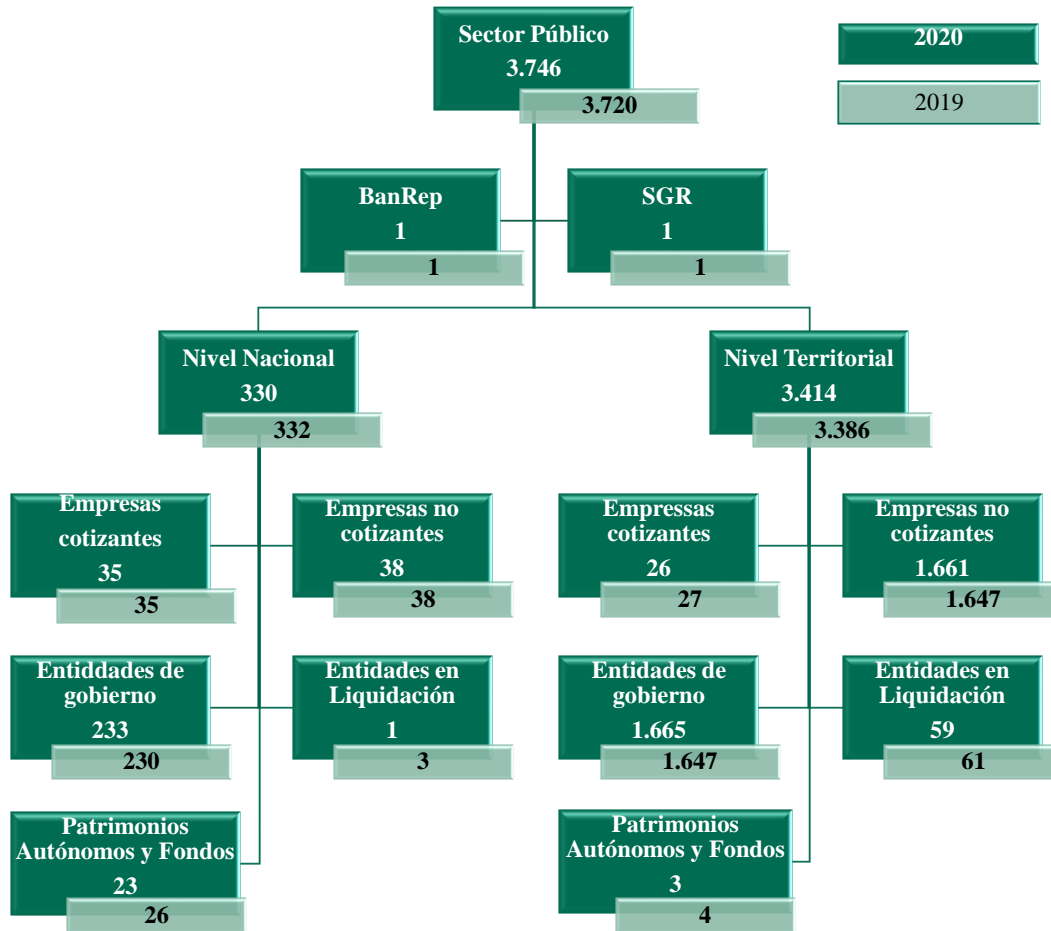 Sector Público
3.746
3.720
2020
2019
BanRep
1
1
SGR
1
1
Nivel Nacional
330
332
Nivel Territorial
3.414
3.386
Empresas
cotizantes
35
35
Empresas no
cotizantes
38
38
Empressas
cotizantes
26
27
Empresas no
cotizantes
1.661
1.647
Entiddades de
gobierno
233
230
Entidades en
Liquidación
1
3
Entidades de
gobierno
1.665
1.647
Entidades en
Liquidación
59
61
Patrimonios
Autónomos y Fondos
23
26
Patrimonios
Autónomos y Fondos
3
4